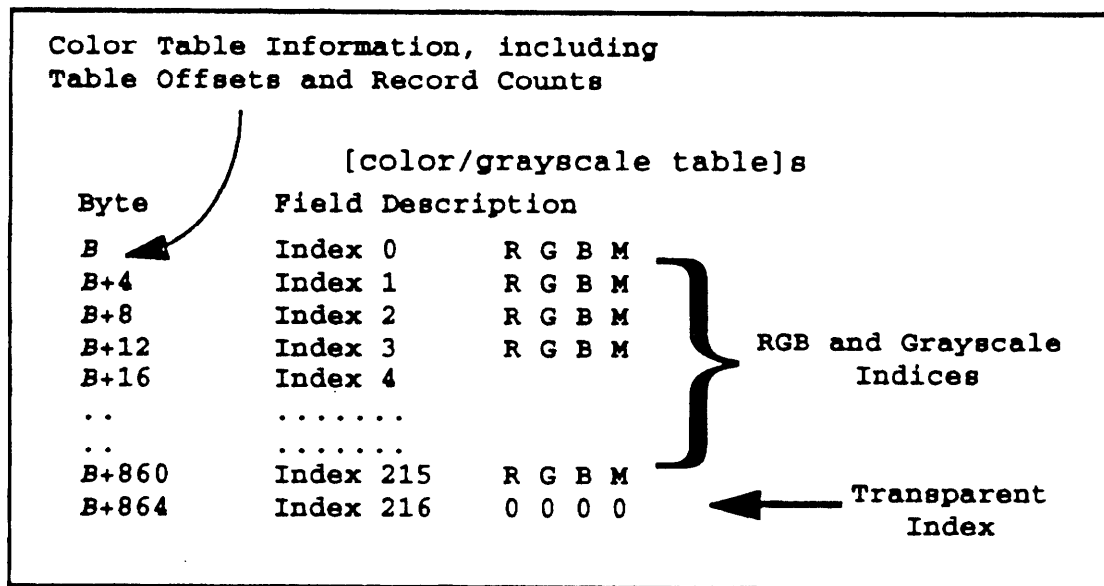 Color Table Information, including
Table Offsets and Record Counts
[color/grayscale table]s
Byte Field Description
B Index 0 R G B M
B+4 Index 1 R G B M
B+8 Index 2 R G B M
B+12 Index 3 R G B M
B+16 Index 4
.. .......
.. .......
B+860 Index 215 R G B M
B+864 Index 216 0 0 0 0
RGB and Grayscale
Indices
Transparent
Index